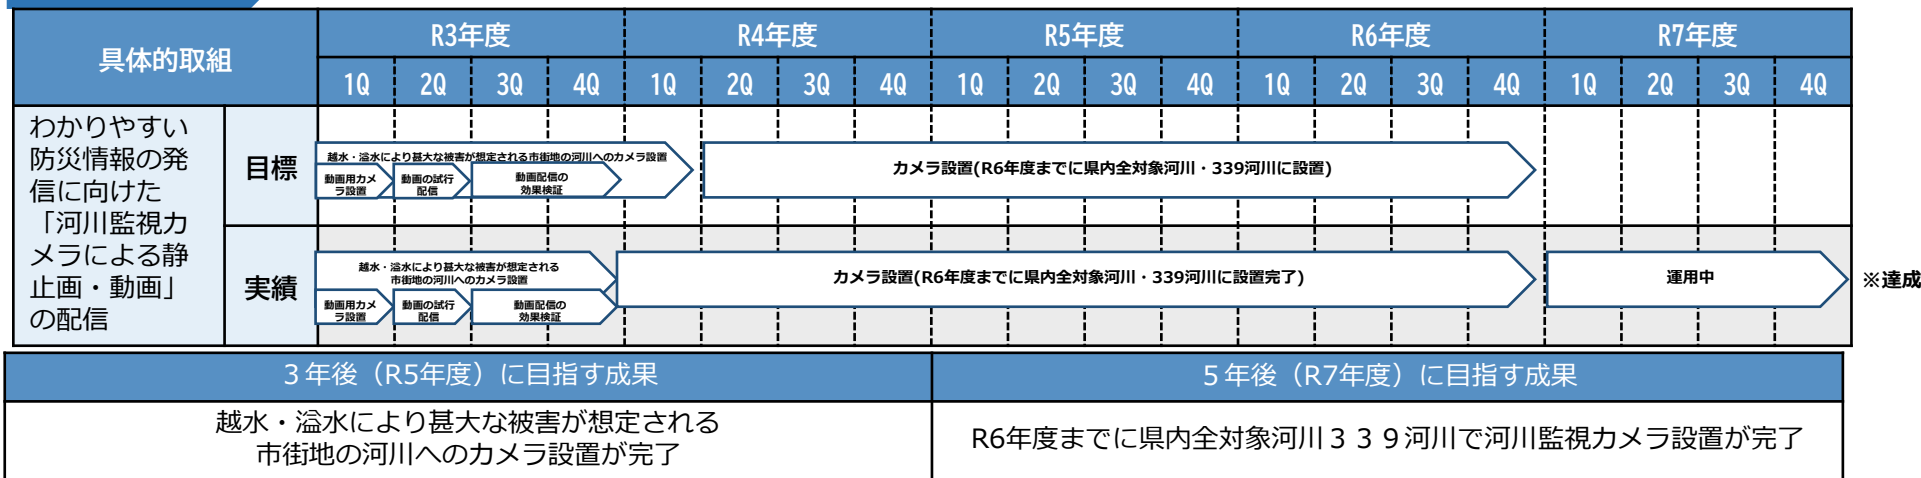 具体的取組
R3年度
R4年度
R5年度
R6年度
R7年度
1Q 2Q 3Q 4Q 1Q 2Q 3Q 4Q 1Q 2Q 3Q 4Q 1Q 2Q 3Q 4Q 1Q 2Q 3Q 4Q
わかりやすい
防災情報の発
信に向けた
「河川監視カ
メラによる静
止画・動画」
の配信
目標
越水・溢水により甚大な被害が想定される市街地の河川へのカメラ設置
動画用カメ
ラ設置
動画の試行
配信
動画配信の
効果検証
カメラ設置(R6年度までに県内全対象河川・339河川に設置)
実績
越水・溢水により甚大な被害が想定される
市街地の河川へのカメラ設置
動画用カメ
ラ設置
動画の試行
配信
動画配信の
効果検証
カメラ設置(R6年度までに県内全対象河川・339河川に設置完了)
運用中
※達成
３年後（R5年度）に目指す成果
５年後（R7年度）に目指す成果
越水・溢水により甚大な被害が想定される
市街地の河川へのカメラ設置が完了
R6年度までに県内全対象河川３３９河川で河川監視カメラ設置が完了